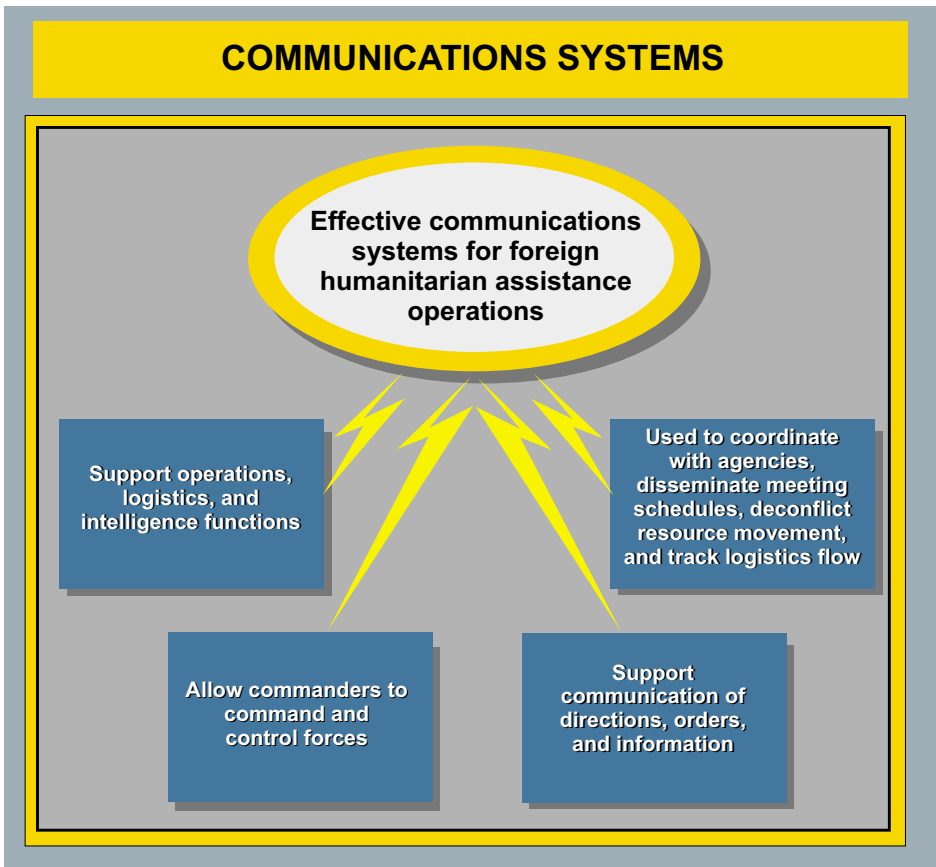 COMMUNICATIONS SYSTEMS
Effective communications
systems for foreign
humanitarian assistance
operations
Support operations,
logistics, and
intelligence functions
Used to coordinate
with agencies,
disseminate meeting
schedules, deconflict
resource movement,
and track logistics flow
Allow commanders to
command and
control forces
Support
communication of
directions, orders,
and information